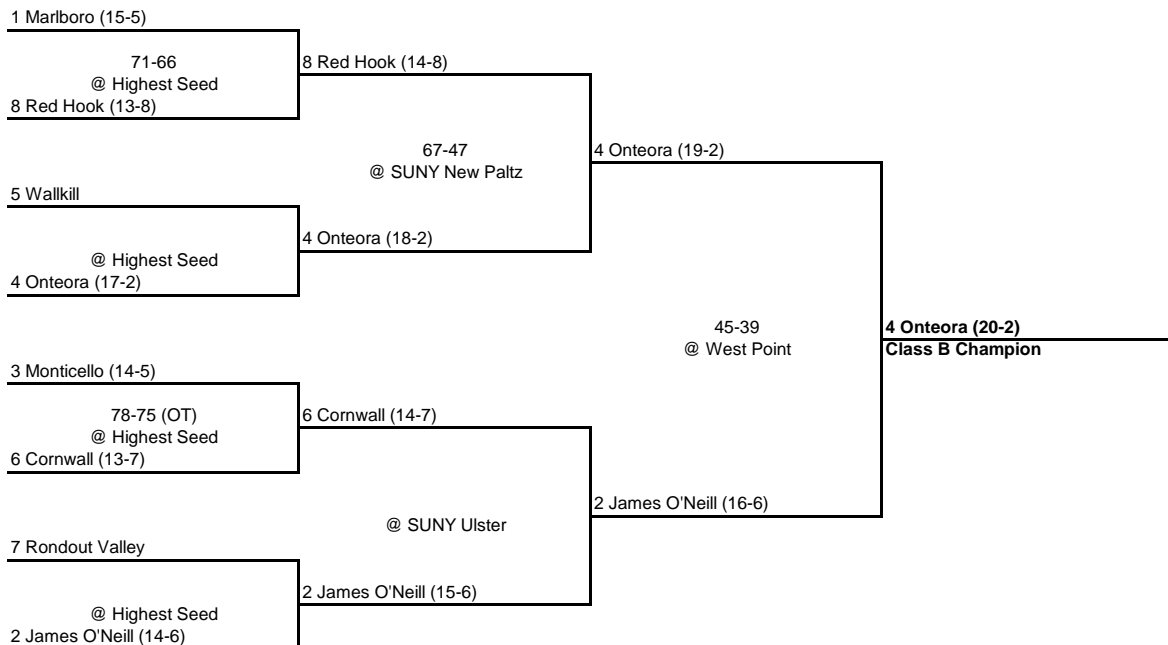 1 Marlboro (15-5)
71-66
@ Highest Seed
8 Red Hook (14-8)
8 Red Hook (13-8)
67-47
@ SUNY New Paltz
4 Onteora (19-2)
5 Wallkill
4 Onteora (18-2)
@ Highest Seed
4 Onteora (17-2)
45-39
@ West Point
4 Onteora (20-2)
Class B Champion
3 Monticello (14-5)
78-75 (OT)
@ Highest Seed
6 Cornwall (14-7)
6 Cornwall (13-7)
@ SUNY Ulster
2 James O'Neill (16-6)
7 Rondout Valley
2 James O'Neill (15-6)
@ Highest Seed
2 James O'Neill (14-6)